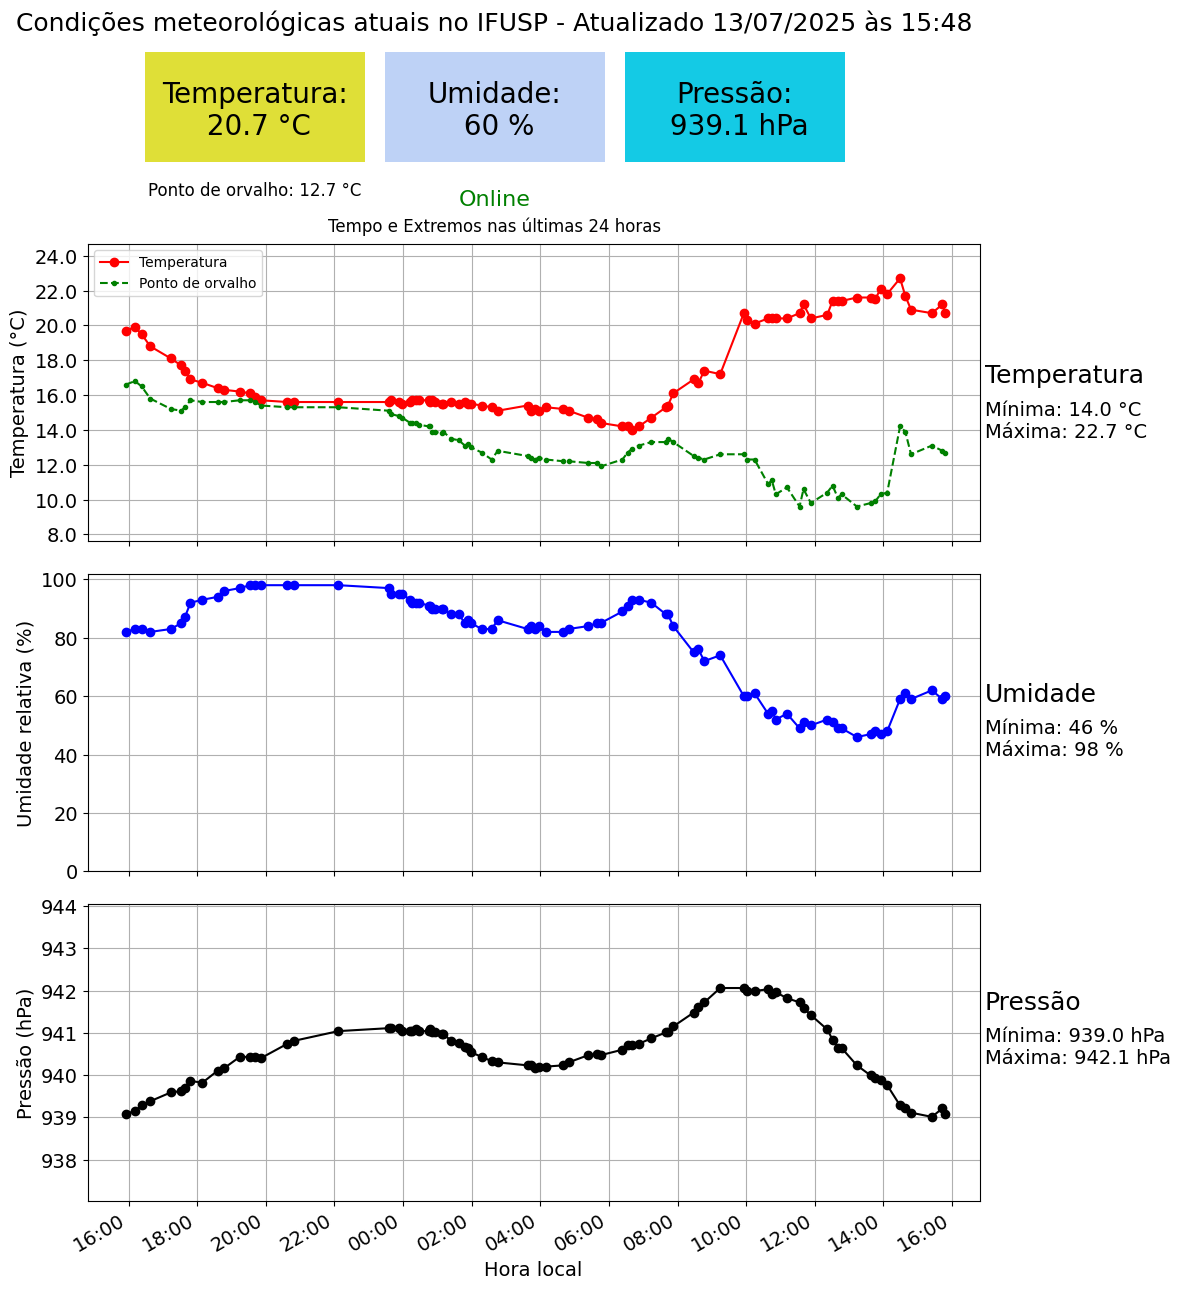 Condições meteorológicas atuais no IFUSP - Atualizado 13/07/2025 às 15:48
Temperatura:
20.7 °C
Umidade:
60 %
Pressão:
939.1 hPa
Ponto de orvalho: 12.7 °C
Online
Tempo e Extremos nas últimas 24 horas
Temperatura
Ponto de orvalho
Temperatura (°C)
24.0
22.0
20.0
18.0
16.0
14.0
12.0
10.0
8.0
Temperatura
Mínima: 14.0 °C
Máxima: 22.7 °C
Umidade relativa (%)
100
80
60
40
20
0
Umidade
Mínima: 46 %
Máxima: 98 %
Pressão (hPa)
944
943
942
941
940
939
938
Pressão
Mínima: 939.0 hPa
Máxima: 942.1 hPa
16:00 18:00 20:00 22:00 00:00 02:00 04:00 06:00 08:00 10:00 12:00 14:00 16:00
Hora local